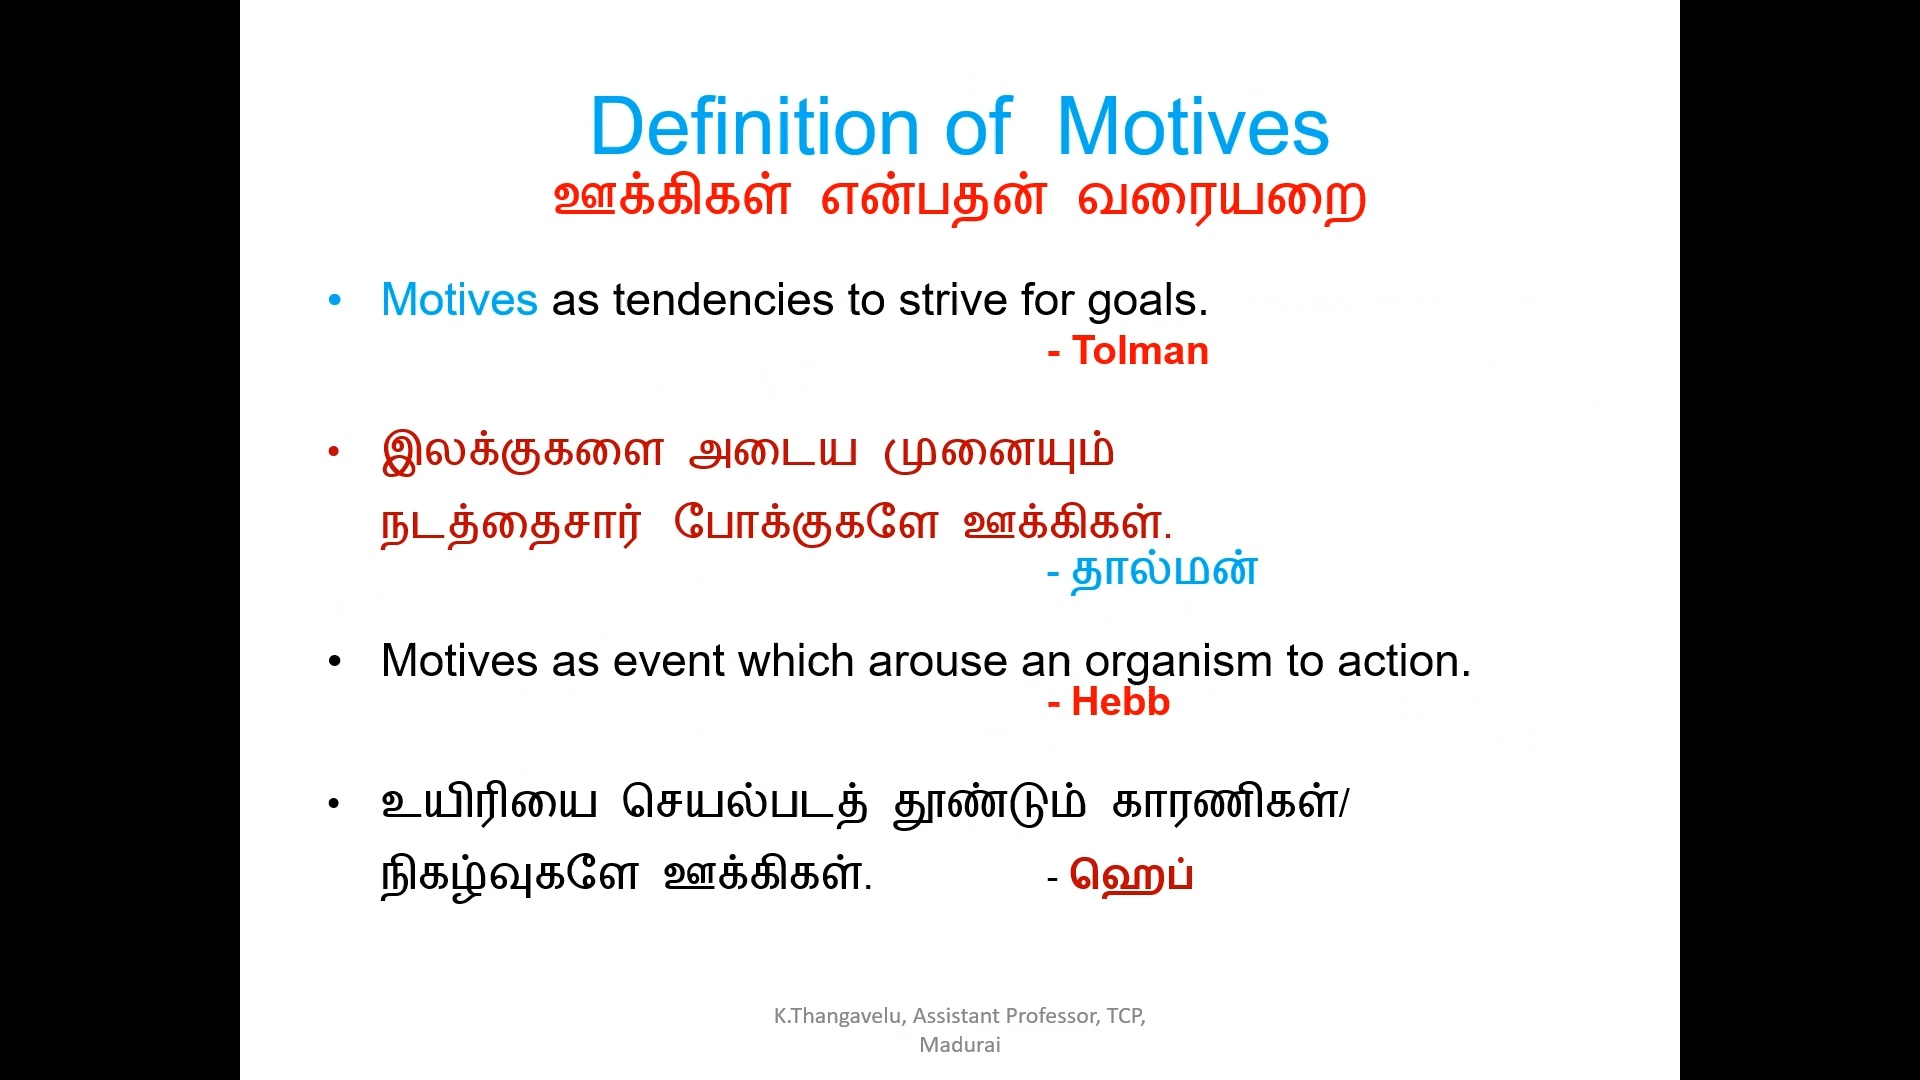 Definition of Motives
ஊக்கிகள் என்பதன் வரையறை
• Motives as tendencies to strive for goals.
- Tolman
• இலக்குகளை அடைய முனையும்
நடத்தைசார் போக்குகளே ஊக்கிகள்.
- தால்மன்
• Motives as event which arouse an organism to action.
- Hebb
• உயிரியை செயல்படத் தூண்டும் காரணிகள்/
நிகழ்வுகளே ஊக்கிகள். - ஹெப்
K.Thangavelu, Assistant Professor, TCP,
Madurai